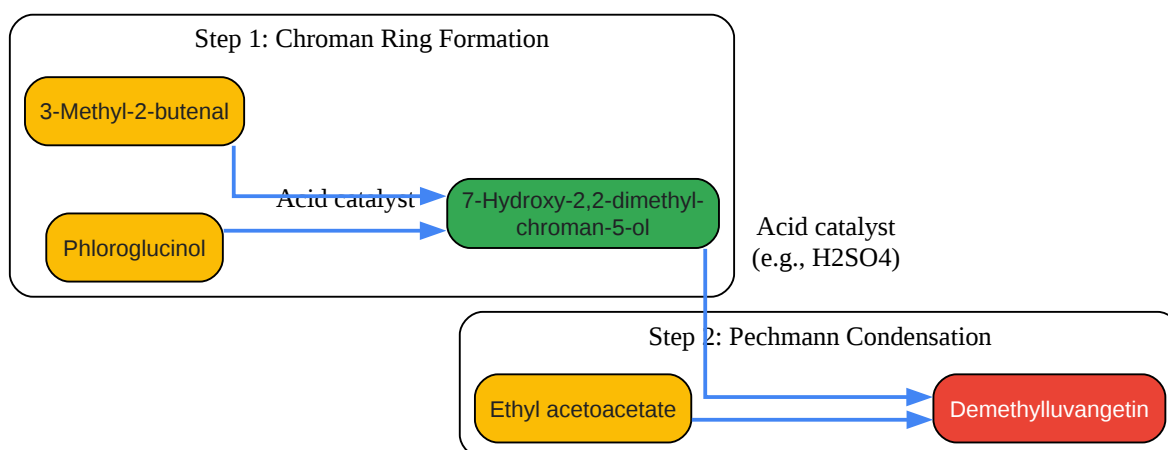 Step 1: Chroman Ring Formation
3-Methyl-2-butenal
Acid catalyst
7-Hydroxy-2,2-dimethyl-
chroman-5-ol
Phloroglucinol
Acid catalyst
(e.g., H2SO4)
Step 2: Pechmann Condensation
Ethyl acetoacetate
Demethylluvangetin